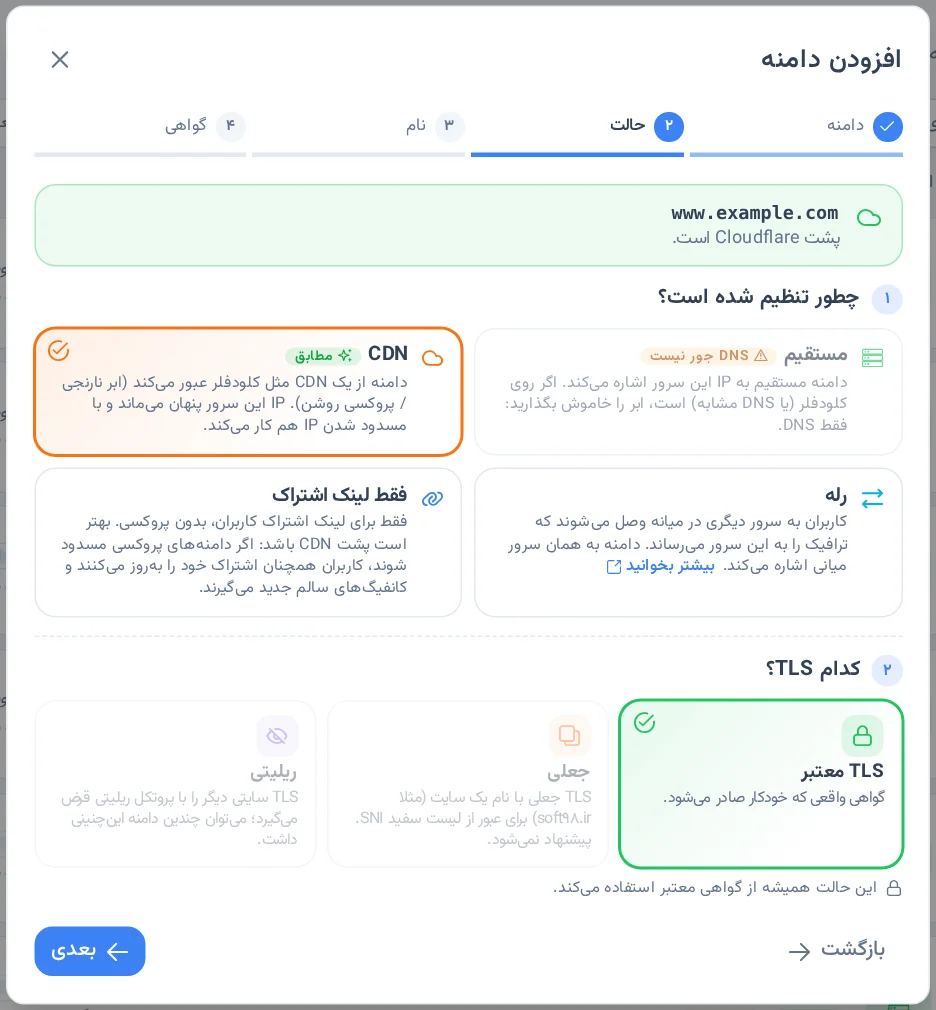 افزودن دامنه
دامنه
۲ حالت
۳ نام
۴ گواهی
www.example.com
پشت Cloudflare است.
۱ چطور تنظیم شده است؟
مستقیم DNS جور نیست
دامنه مستقیم به IP این سرور اشاره می‌کند. اگر روی
کلودفلر (یا DNS مشابه) است، ابر را خاموش بگذارید:
فقط DNS.
CDN مطابق
دامنه از یک CDN مثل کلودفلر عبور می‌کند (ابر نارنجی
/ پروکسی روشن). IP این سرور پنهان می‌ماند و با
مسدود شدن IP هم کار می‌کند.
رله
کاربران به سرور دیگری در میانه وصل می‌شوند که
ترافیک را به این سرور می‌رساند. دامنه به همان سرور
میانی اشاره می‌کند. بیشتر بخوانید
فقط لینک اشتراک
فقط برای لینک اشتراک کاربران، بدون پروکسی. بهتر
است پشت CDN باشد: اگر دامنه‌های پروکسی مسدود
شوند، کاربران همچنان اشتراک خود را به‌روز می‌کنند و
کانفیگ‌های سالم جدید می‌گیرند.
۲ کدام TLS؟
TLS معتبر
گواهی واقعی که خودکار صادر می‌شود.
جعلی
TLS جعلی با نام یک سایت (مثلا
soft۹۸.ir) برای عبور از لیست سفید SNI.
پیشنهاد نمی‌شود.
ریلیتی
TLS سایتی دیگر را با پروتکل ریلیتی قرض
می‌گیرد؛ می‌توان چندین دامنه این‌چنینی
داشت.
این حالت همیشه از گواهی معتبر استفاده می‌کند.
بازگشت
بعدی